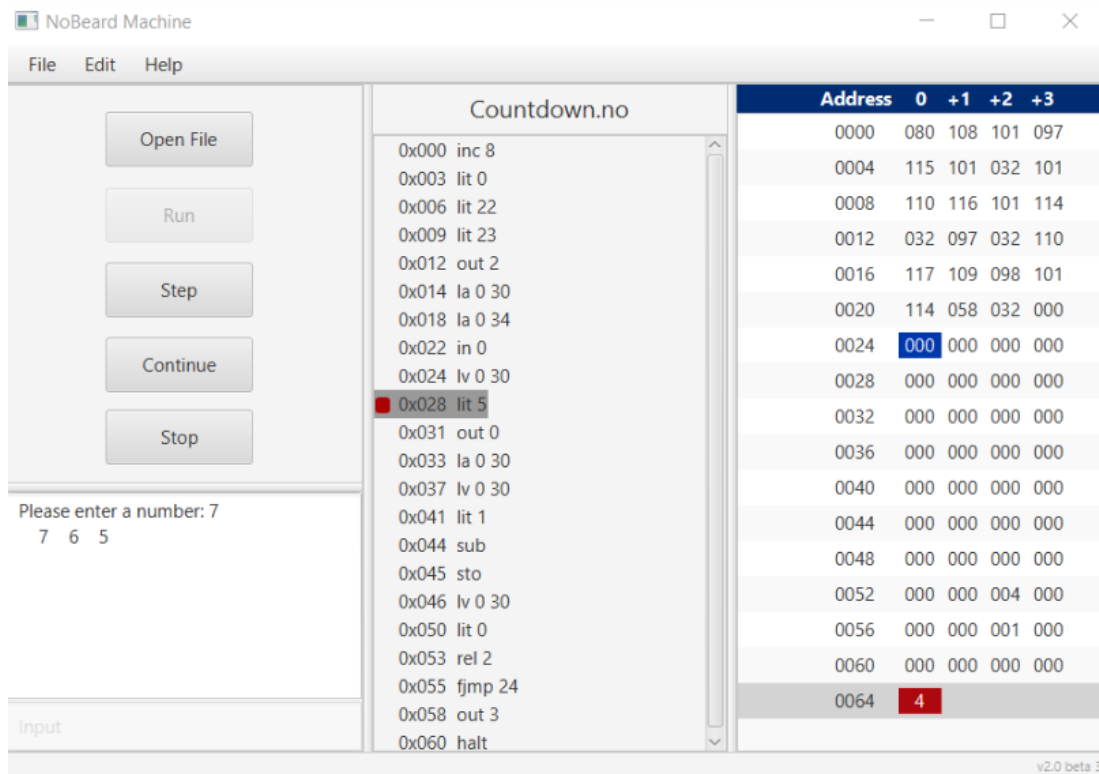 NoBeard Machine
File Edit Help
Open File
Run
Step
Continue
Stop
Please enter a number: 7
7 6 5
Input
Countdown.no
0x000 inc 8
0x003 lit 0
0x006 lit 22
0x009 lit 23
0x012 out 2
0x014 la 0 30
0x018 la 0 34
0x022 in 0
0x024 lv 0 30
0x028 lit 5
0x031 out 0
0x033 la 0 30
0x037 lv 0 30
0x041 lit 1
0x044 sub
0x045 sto
0x046 lv 0 30
0x050 lit 0
0x053 rel 2
0x055 fjmp 24
0x058 out 3
0x060 halt
Address 0 +1 +2 +3
0000 080 108 101 097
0004 115 101 032 101
0008 110 116 101 114
0012 032 097 032 110
0016 117 109 098 101
0020 114 058 032 000
0024 000 000 000 000
0028 000 000 000 000
0032 000 000 000 000
0036 000 000 000 000
0040 000 000 000 000
0044 000 000 000 000
0048 000 000 000 000
0052 000 000 004 000
0056 000 000 001 000
0060 000 000 000 000
0064 4
v2.0 beta 3